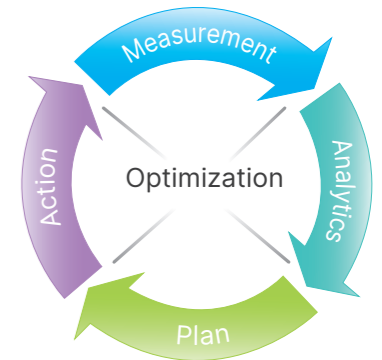 Measurement
Analytics
Optimization
Action
Plan